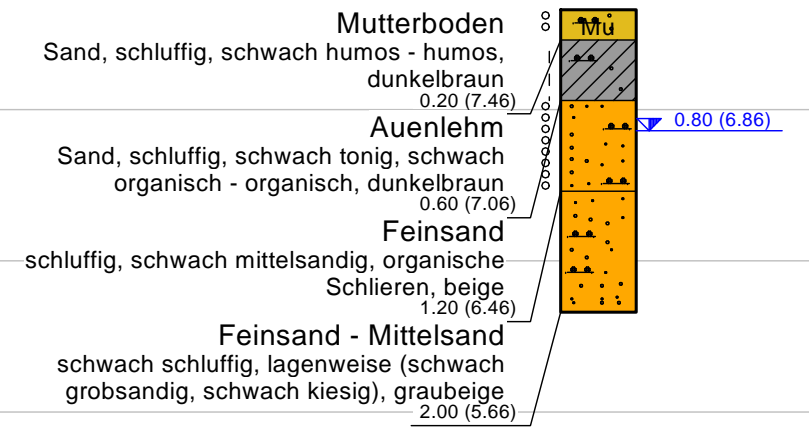 Mutterboden
Sand, schluffig, schwach humos - humos,
dunkelbraun
0.20 (7.46)
Auenlehm
Sand, schluffig, schwach tonig, schwach
organisch - organisch, dunkelbraun
0.60 (7.06)
Feinsand
schluffig, schwach mittelsandig, organische
Schlieren, beige
1.20 (6.46)
Feinsand - Mittelsand
schwach schluffig, lagenweise (schwach
grobsandig, schwach kiesig), graubeige
2.00 (5.66)
Mu
0.80 (6.86)